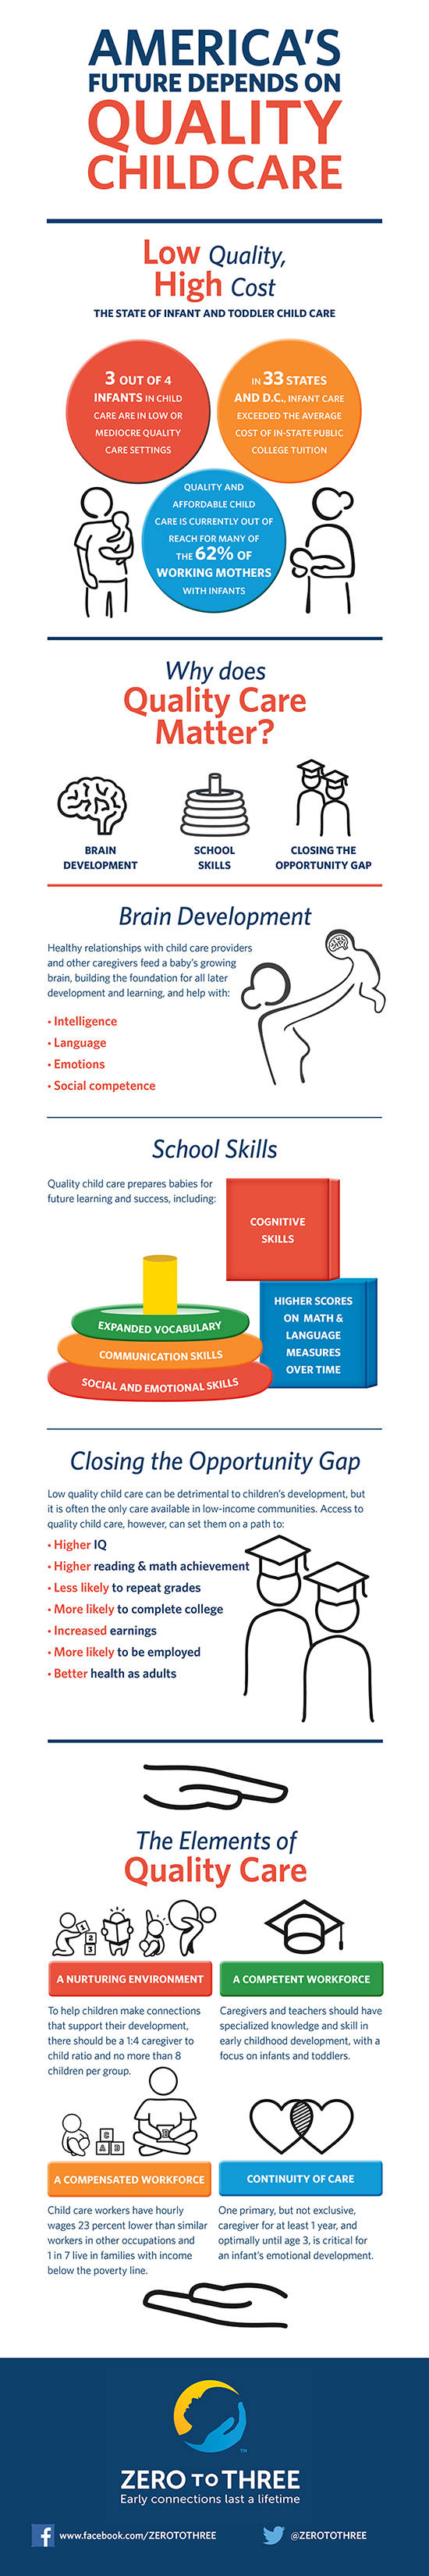 AMERICA'S
FUTURE DEPENDS ON
QUALITY
CHILD CARE
Low Quality,
High Cost
THE STATE OF INFANT AND TODDLER CHILD CARE
3 OUT OF 4
INFANTS IN CHILD
CARE ARE IN LOW OR
MEDIOCRE QUALITY
CARE SETTINGS
IN 33 STATES
AND D.C., INFANT CARE
EXCEEDED THE AVERAGE
COST OF IN-STATE PUBLIC
COLLEGE TUITION
QUALITY AND
AFFORDABLE CHILD
CARE IS CURRENTLY OUT OF
REACH FOR MANY OF
THE 62% OF
WORKING MOTHERS
WITH INFANTS
Why does
Quality Care
Matter?
BRAIN
DEVELOPMENT
SCHOOL
SKILLS
CLOSING THE
OPPORTUNITY GAP
Brain Development
Healthy relationships with child care providers
and other caregivers feed a baby's growing
brain, building the foundation for all later
development and learning, and help with:
• Intelligence
• Language
• Emotions
• Social competence
School Skills
Quality child care prepares babies for
future learning and success, including:
COGNITIVE
SKILLS
HIGHER SCORES
ON MATH &
LANGUAGE
MEASURES
OVER TIME
EXPANDED VOCABULARY
COMMUNICATION SKILLS
SOCIAL AND EMOTIONAL SKILLS
Closing the Opportunity Gap
Low quality child care can be detrimental to children's development, but
it is often the only care available in low-income communities. Access to
quality child care, however, can set them on a path to:
• Higher IQ
• Higher reading & math achievement
• Less likely to repeat grades
• More likely to complete college
• Increased earnings
• More likely to be employed
• Better health as adults
The Elements of
Quality Care
1
2
3
A NURTURING ENVIRONMENT
To help children make connections
that support their development,
there should be a 1:4 caregiver to
child ratio and no more than 8
children per group.
A COMPETENT WORKFORCE
Caregivers and teachers should have
specialized knowledge and skill in
early childhood development, with a
focus on infants and toddlers.
C
A B
B
A COMPENSATED WORKFORCE
Child care workers have hourly
wages 23 percent lower than similar
workers in other occupations and
1 in 7 live in families with income
below the poverty line.
CONTINUITY OF CARE
One primary, but not exclusive,
caregiver for at least 1 year, and
optimally until age 3, is critical for
an infant's emotional development.
TM
ZERO TO THREE
Early connections last a lifetime
f www.facebook.com/ZEROTOTHREE
@ZEROTOTHREE